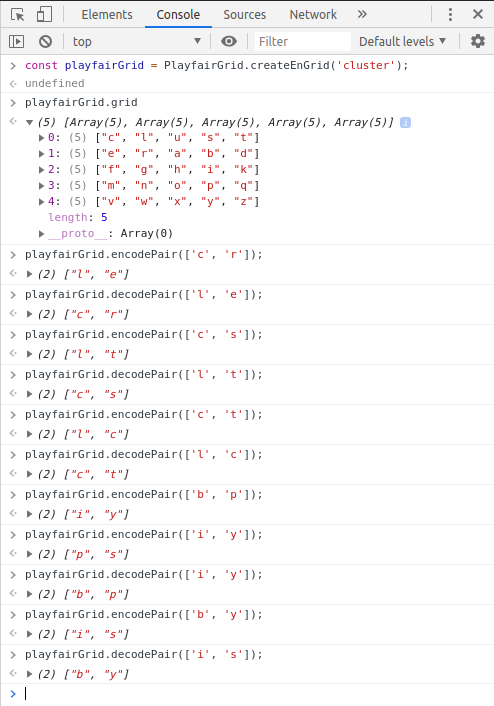 Elements Console Sources Network »
top Filter Default levels
> const playfairGrid = PlayfairGrid.createEnGrid('cluster');
undefined
> playfairGrid.grid
(5) [Array(5), Array(5), Array(5), Array(5), Array(5)] i
0: (5) ["c", "l", "u", "s", "t"]
1: (5) ["e", "r", "a", "b", "d"]
2: (5) ["f", "g", "h", "i", "k"]
3: (5) ["m", "n", "o", "p", "q"]
4: (5) ["v", "w", "x", "y", "z"]
length: 5
__proto__: Array(0)
> playfairGrid.encodePair(['c', 'r']);
(2) ["l", "e"]
> playfairGrid.decodePair(['l', 'e']);
(2) ["c", "r"]
> playfairGrid.encodePair(['c', 's']);
(2) ["l", "t"]
> playfairGrid.decodePair(['l', 't']);
(2) ["c", "s"]
> playfairGrid.encodePair(['c', 't']);
(2) ["l", "c"]
> playfairGrid.decodePair(['l', 'c']);
(2) ["c", "t"]
> playfairGrid.encodePair(['b', 'p']);
(2) ["i", "y"]
> playfairGrid.encodePair(['i', 'y']);
(2) ["p", "s"]
> playfairGrid.decodePair(['i', 'y']);
(2) ["b", "p"]
> playfairGrid.encodePair(['b', 'y']);
(2) ["i", "s"]
> playfairGrid.decodePair(['i', 's']);
(2) ["b", "y"]
>